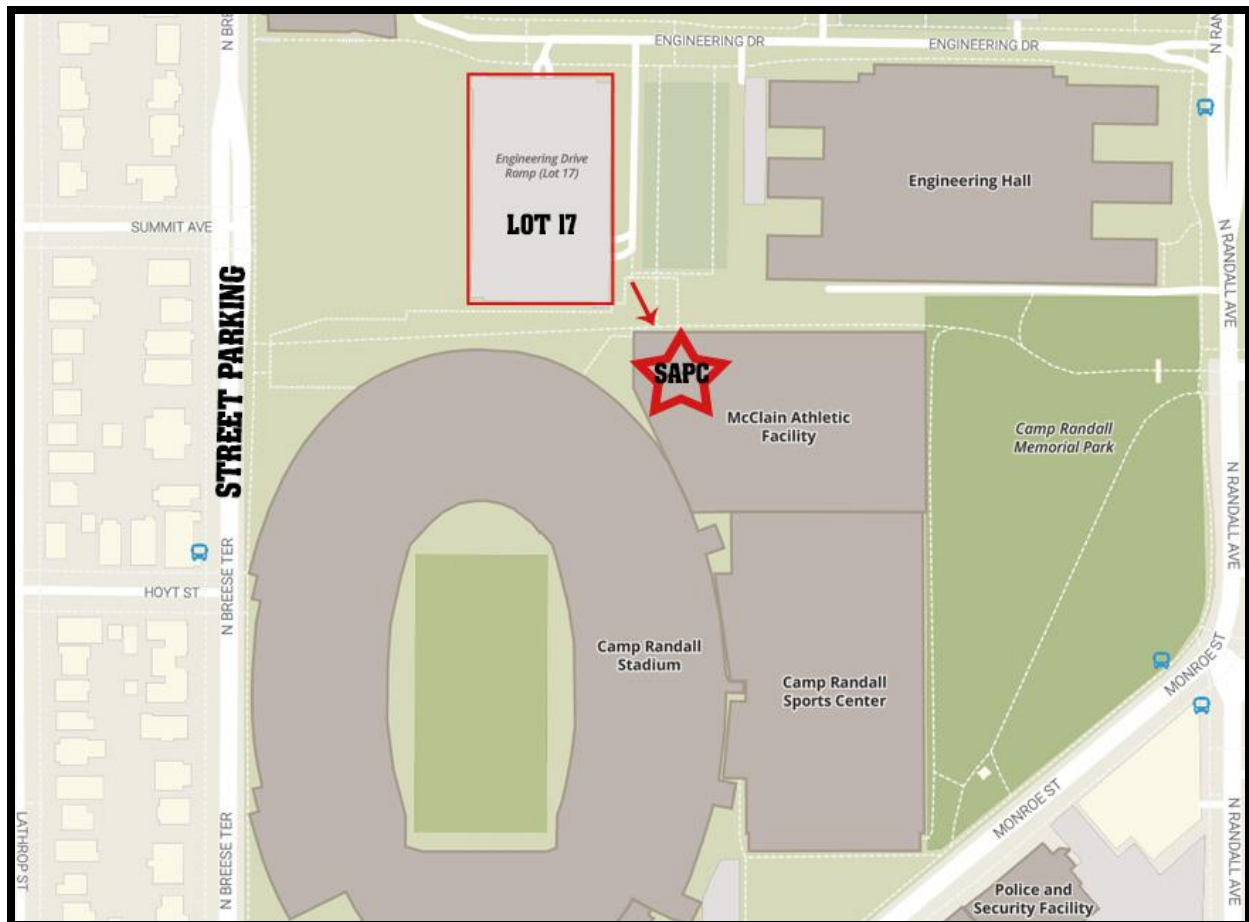 N BRE
ENGINEERING DR
ENGINEERING DR
N RAN
Engineering Drive
Ramp (Lot 17)
LOT 17
Engineering Hall
SUMMIT AVE
N RANDALL AVE
STREET PARKING
SAPC
McClain Athletic
Facility
Camp Randall
Memorial Park
N RANDALL AVE
N BREESE TER
HOYT ST
Camp Randall
Stadium
Camp Randall
Sports Center
MONROE ST
MONROE ST
LATHROP ST
N BREESE TER
N RANDALL AVE
Police and
Security Facility